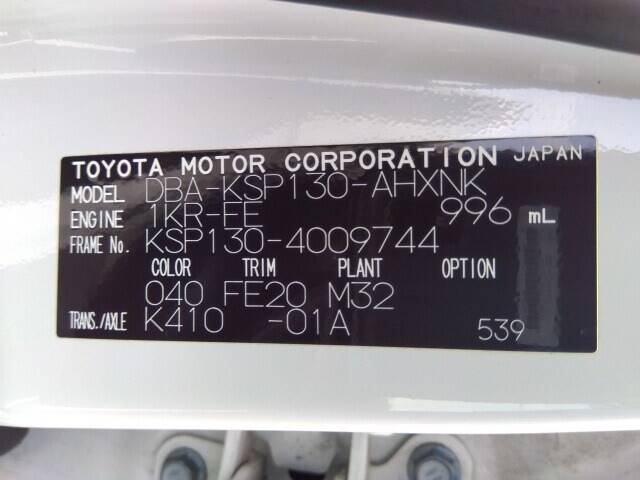 TOYOTA MOTOR CORPORATION JAPAN
MODEL DBA-KSP130-AHXNK
ENGINE 1KR-FE 996 mL
FRAME No. KSP130-4009744
COLOR TRIM PLANT OPTION
040 FE20 M32
TRANS./AXLE K410 -01A 539